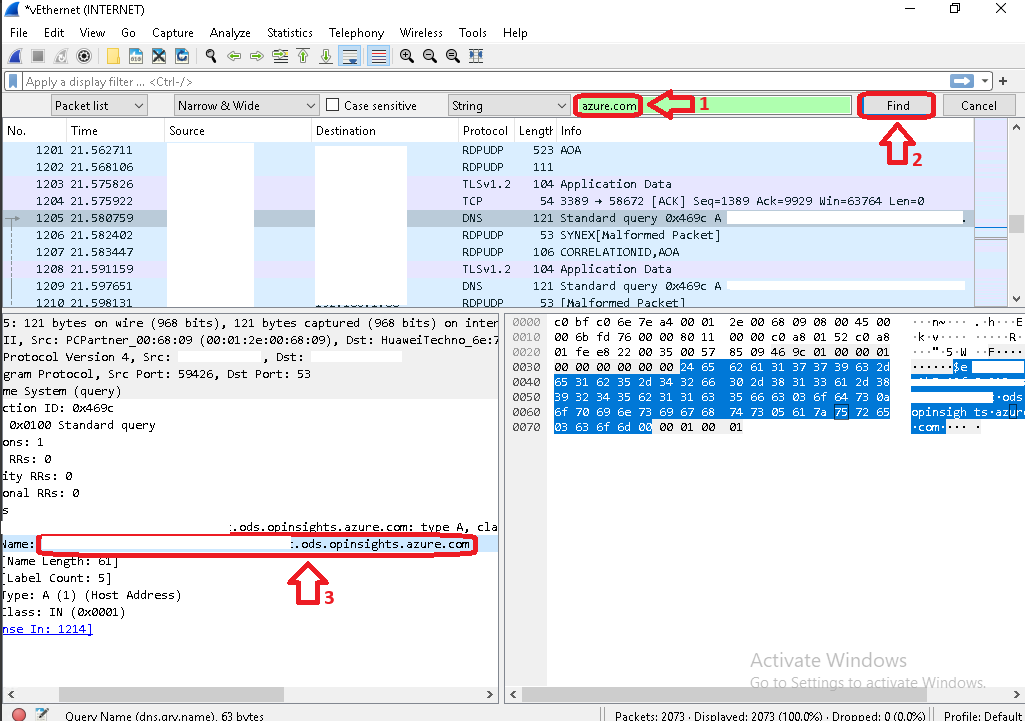 *vEthernet (INTERNET)
File Edit View Go Capture Analyze Statistics Telephony Wireless Tools Help
Apply a display filter ... <Ctrl-/>
Packet list Narrow & Wide Case sensitive String azure.com 1 Find Cancel
2
No. Time Source Destination Protocol Length Info
1201 21.562711 RDPUDP 523 AOA
1202 21.568106 RDPUDP 111
1203 21.575826 TLSv1.2 104 Application Data
1204 21.575922 TCP 54 3389 → 58672 [ACK] Seq=1389 Ack=9929 Win=63764 Len=0
1205 21.580759 DNS 121 Standard query 0x469c A .
1206 21.582402 RDPUDP 53 SYNEX[Malformed Packet]
1207 21.583447 RDPUDP 106 CORRELATIONID,AOA
1208 21.591159 TLSv1.2 104 Application Data
1209 21.597651 DNS 121 Standard query 0x469c A
1210 21.598131 RDPUDP 53 [Malformed Packet]
5: 121 bytes on wire (968 bits), 121 bytes captured (968 bits) on inter
II, Src: PCPartner_00:68:09 (00:01:2e:00:68:09), Dst: HuaweiTechno_6e:7
Protocol Version 4, Src: , Dst:
gram Protocol, Src Port: 59426, Dst Port: 53
me System (query)
ction ID: 0x469c
0x0100 Standard query
ons: 1
RRs: 0
ity RRs: 0
onal RRs: 0
s
.ods.opinsights.azure.com: type A, cla
Name: .ods.opinsights.azure.com
[Name Length: 61]
[Label Count: 5]
Type: A (1) (Host Address)
Class: IN (0x0001)
nse In: 1214]
3
0000 c0 bf c0 6e 7e a4 00 01 2e 00 68 09 08 00 45 00 ···n~··· .·h···E·
0010 00 6b fd 76 00 00 80 11 00 00 c0 a8 01 52 c0 a8 ·k·v···· ·····R··
0020 01 fe e8 22 00 35 00 57 85 09 46 9c 01 00 00 01 ···"·5·W ··F·····
0030 00 00 00 00 00 00 24 65 62 61 31 37 37 39 63 2d ······$e
0040 65 31 62 35 2d 34 32 66 30 2d 38 31 33 61 2d 38
0050 39 32 34 35 62 31 31 63 35 66 63 03 6f 64 73 0a ·ods·
0060 6f 70 69 6e 73 69 67 68 74 73 05 61 7a 75 72 65 opinsigh ts·azure
0070 03 63 6f 6d 00 00 01 00 01 ·com···· ·
Activate Windows
Go to Settings to activate Windows.
Query Name (dns.qry.name), 63 bytes Packets: 2073 · Displayed: 2073 (100.0%) · Dropped: 0 (0.0%) Profile: Default